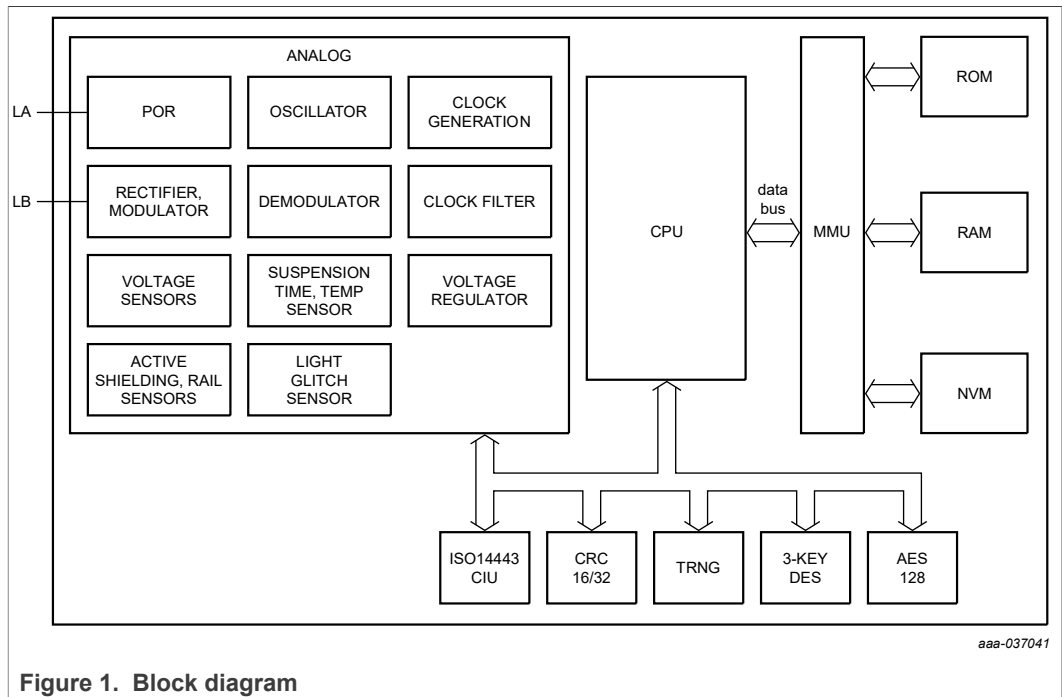 ANALOG
LA
POR
OSCILLATOR
CLOCK
GENERATION
LB
RECTIFIER,
MODULATOR
DEMODULATOR
CLOCK FILTER
VOLTAGE
SENSORS
SUSPENSION
TIME, TEMP
SENSOR
VOLTAGE
REGULATOR
ACTIVE
SHIELDING, RAIL
SENSORS
LIGHT
GLITCH
SENSOR
CPU
data
bus
MMU
ROM
RAM
NVM
ISO14443
CIU
CRC
16/32
TRNG
3-KEY
DES
AES
128
aaa-037041
Figure 1. Block diagram